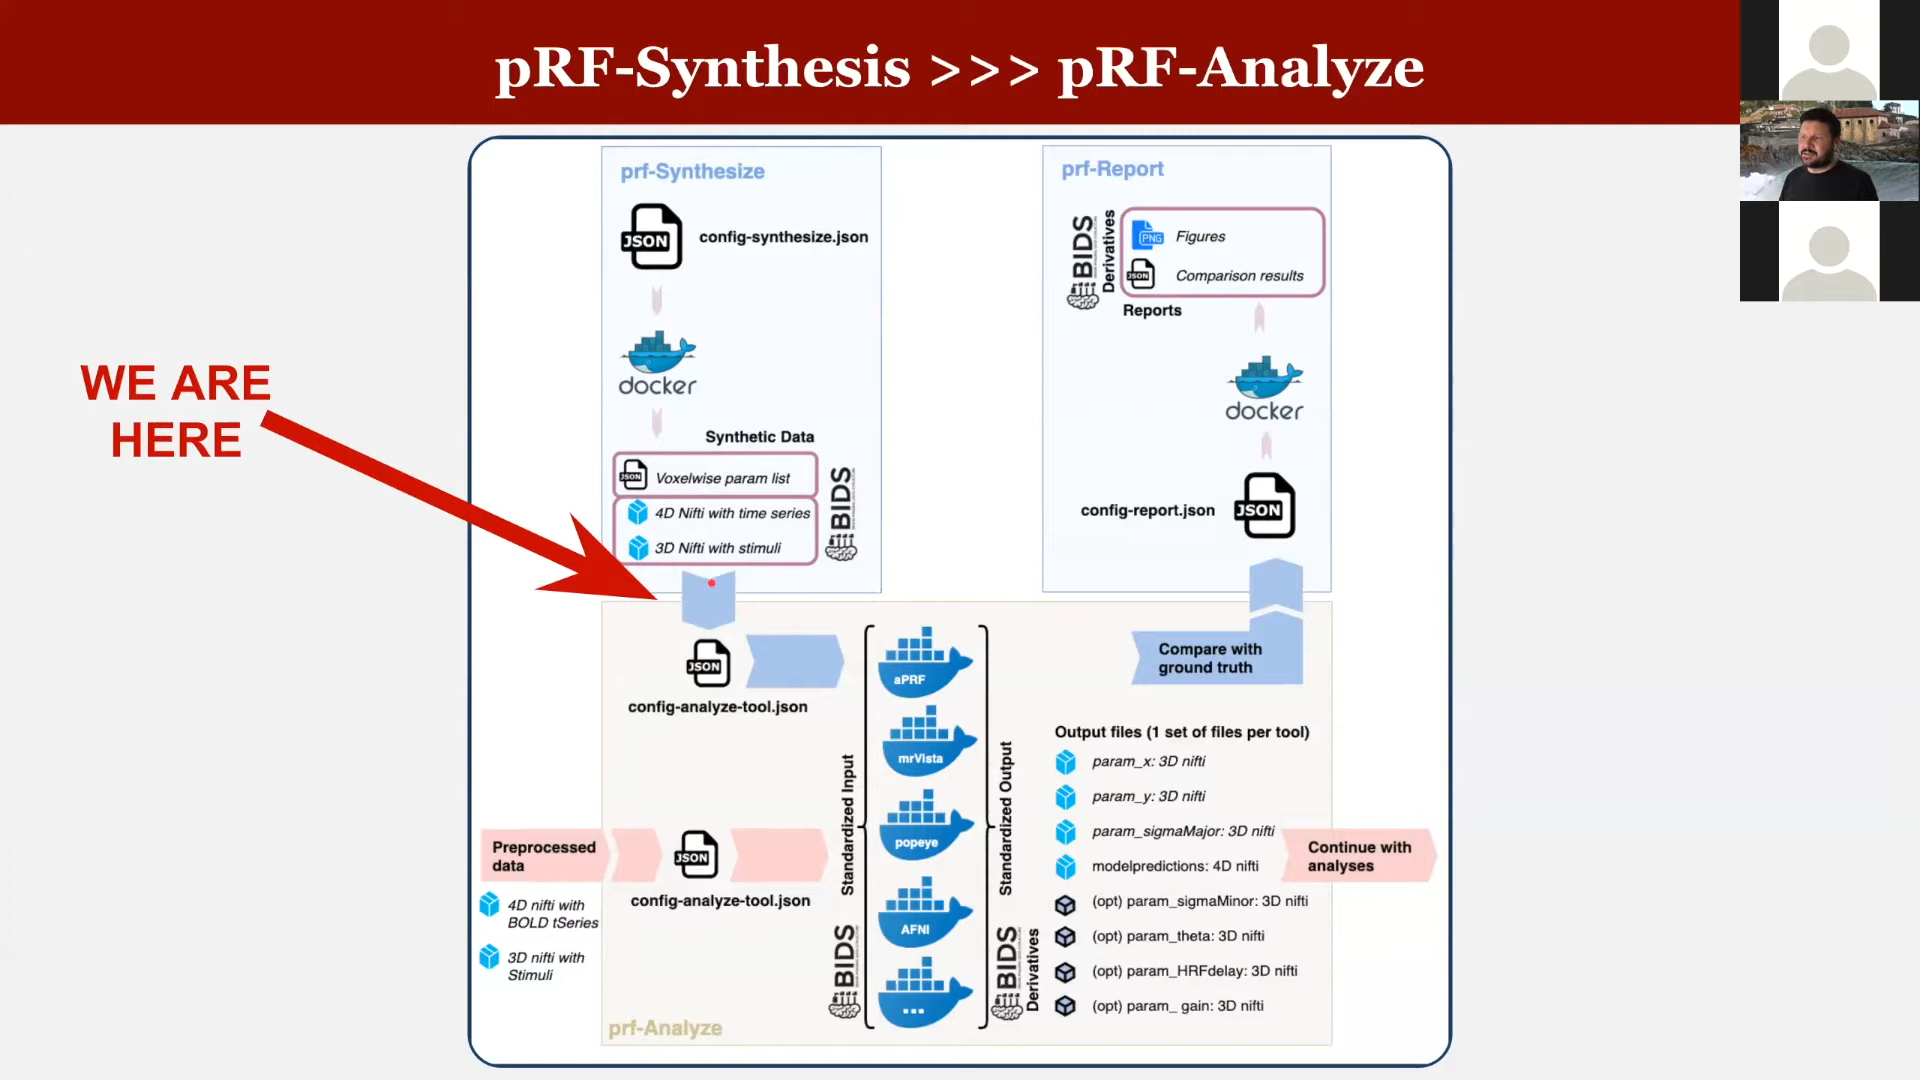 pRF-Synthesis >>> pRF-Analyze
WE ARE
HERE
prf-Synthesize
JSON
config-synthesize.json
docker
Synthetic Data
JSON
Voxelwise param list
4D Nifti with time series
3D Nifti with stimuli
BIDS
prf-Report
BIDS
Derivatives
PNG
Figures
JSON
Comparison results
Reports
docker
config-report.json
JSON
JSON
config-analyze-tool.json
Preprocessed
data
4D nifti with
BOLD tSeries
3D nifti with
Stimuli
JSON
config-analyze-tool.json
Standardized Input
BIDS
aPRF
mrVista
popeye
AFNI
...
Standardized Output
BIDS
Derivatives
Compare with
ground truth
Output files (1 set of files per tool)
param_x: 3D nifti
param_y: 3D nifti
param_sigmaMajor: 3D nifti
modelpredictions: 4D nifti
(opt) param_sigmaMinor: 3D nifti
(opt) param_theta: 3D nifti
(opt) param_HRFdelay: 3D nifti
(opt) param_ gain: 3D nifti
Continue with
analyses
prf-Analyze